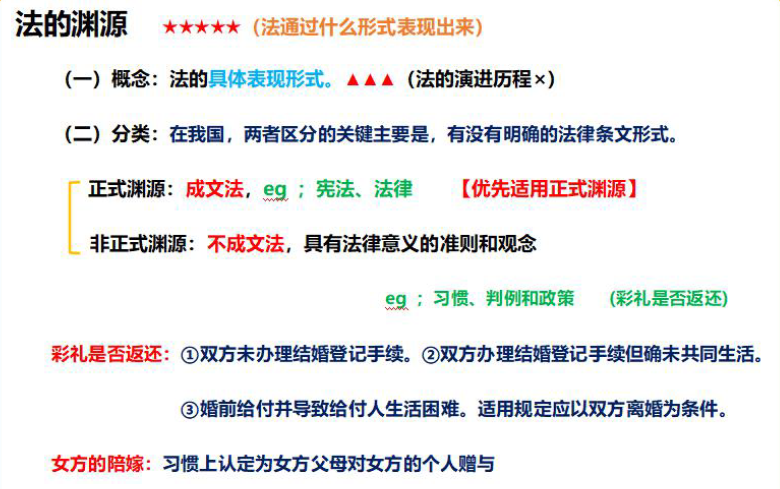 法的渊源 ★★★★★（法通过什么形式表现出来）
（一）概念：法的具体表现形式。▲▲▲（法的演进历程×）
（二）分类：在我国，两者区分的关键主要是，有没有明确的法律条文形式。
正式渊源：成文法，eg ；宪法、法律 【优先适用正式渊源】
非正式渊源：不成文法，具有法律意义的准则和观念
eg ；习惯、判例和政策 (彩礼是否返还)
彩礼是否返还：①双方未办理结婚登记手续。②双方办理结婚登记手续但确未共同生活。
③婚前给付并导致给付人生活困难。适用规定应以双方离婚为条件。
女方的陪嫁：习惯上认定为女方父母对女方的个人赠与